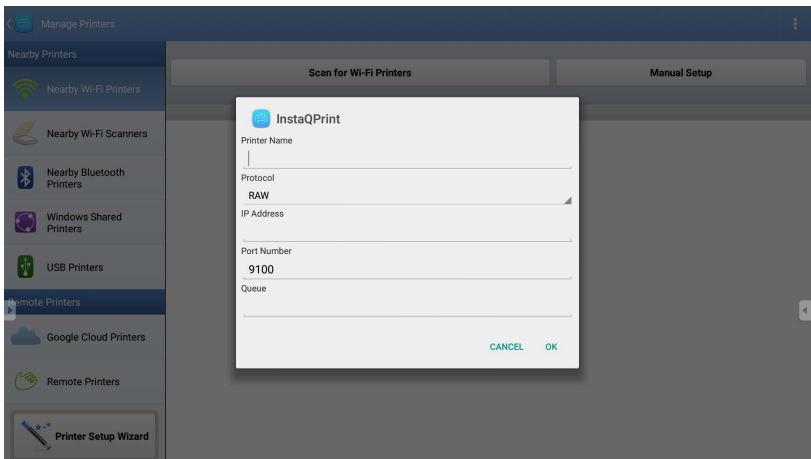 Manage Printers
Nearby Printers
Nearby Wi-Fi Printers
Nearby Wi-Fi Scanners
Nearby Bluetooth
Printers
Windows Shared
Printers
USB Printers
Remote Printers
Google Cloud Printers
Remote Printers
Printer Setup Wizard
Scan for Wi-Fi Printers
Manual Setup
InstaQPrint
Printer Name
Protocol
RAW
IP Address
Port Number
9100
Queue
CANCEL OK